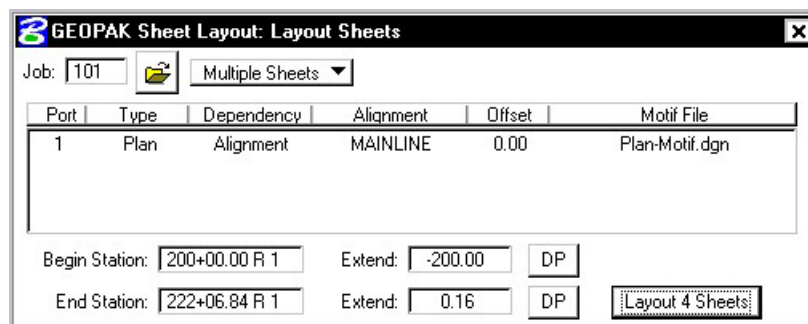 GEOPAK Sheet Layout: Layout Sheets
Job: 101 Multiple Sheets
Port Type Dependency Alignment Offset Motif File
1 Plan Alignment MAINLINE 0.00 Plan-Motif.dgn
Begin Station: 200+00.00 R 1 Extend: -200.00 DP
End Station: 222+06.84 R 1 Extend: 0.16 DP Layout 4 Sheets